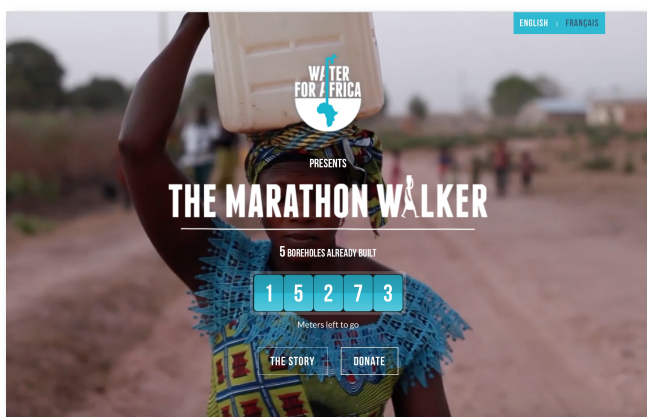 ENGLISH | FRANÇAIS
WATER
FOR AFRICA
PRESENTS
THE MARATHON WALKER
5 BOREHOLES ALREADY BUILT
1 5 2 7 3
Meters left to go
THE STORY
DONATE